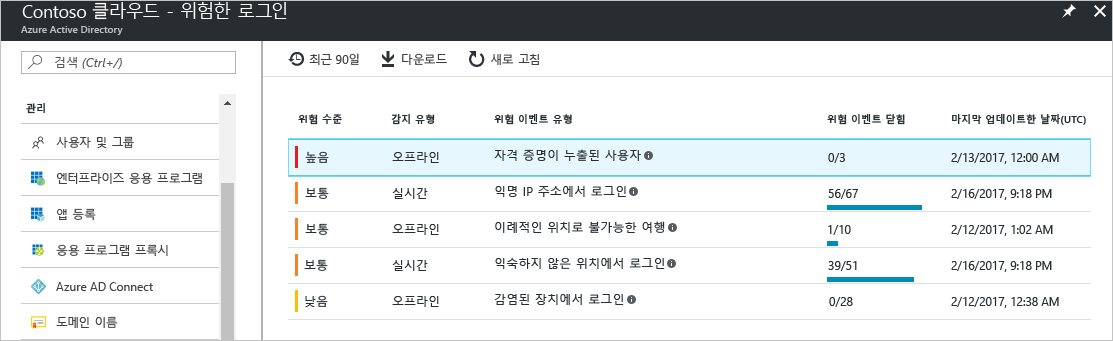 Contoso 클라우드 - 위험한 로그인
Azure Active Directory
검색 (Ctrl+/)
관리
사용자 및 그룹
엔터프라이즈 응용 프로그램
앱 등록
응용 프로그램 프록시
Azure AD Connect
도메인 이름
최근 90일 다운로드 새로 고침
위험 수준 감지 유형 위험 이벤트 유형 위험 이벤트 닫힘 마지막 업데이트한 날짜(UTC)
높음 오프라인 자격 증명이 누출된 사용자 0/3 2/13/2017, 12:00 AM
보통 실시간 익명 IP 주소에서 로그인 56/67 2/16/2017, 9:18 PM
보통 오프라인 이례적인 위치로 불가능한 여행 1/10 2/12/2017, 1:02 AM
보통 실시간 익숙하지 않은 위치에서 로그인 39/51 2/16/2017, 9:18 PM
낮음 오프라인 감염된 장치에서 로그인 0/28 2/12/2017, 12:38 AM